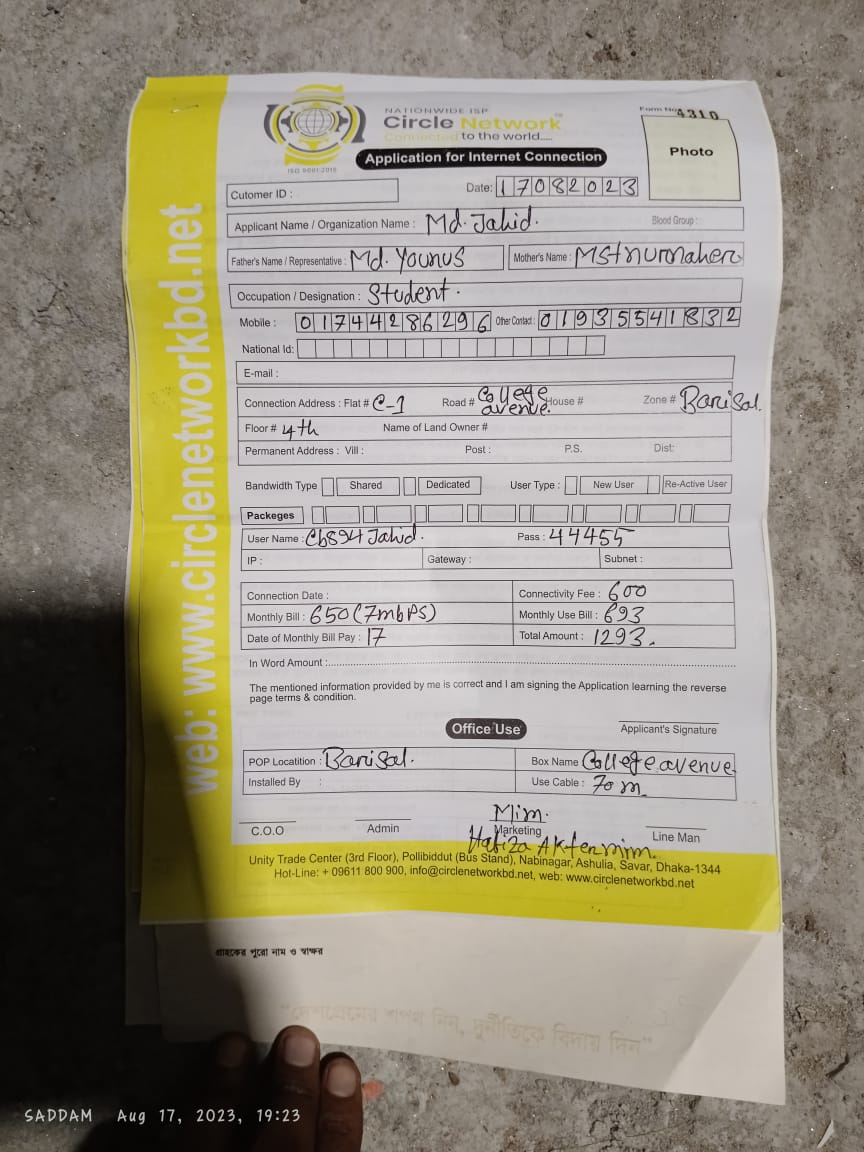 NATIONWIDE ISP
Circle Network
Connected to the world....
ISO 9001:2015
Form No 4310
Photo
Application for Internet Connection
Cutomer ID :
Date: 17082023
Applicant Name / Organization Name : Md. Jahid.
Blood Group :
Father's Name / Representative : Md. Younus
Mother's Name : MSt nurnaher
Occupation / Designation : Student.
Mobile : 01744286296 Other Contact : 01935541832
National Id:
E-mail :
Connection Address : Flat # C-1 Road # College avenue. House # Zone # Barisal.
Floor # 4th Name of Land Owner #
Permanent Address : Vill : Post : P.S. Dist:
Bandwidth Type Shared Dedicated User Type : New User Re-Active User
Packeges
User Name : Cb894 Jahid. Pass : 44455
IP : Gateway : Subnet :
Connection Date : Connectivity Fee : 600
Monthly Bill : 650 (7mbPS) Monthly Use Bill : 693
Date of Monthly Bill Pay : 17 Total Amount : 1293.
In Word Amount :
The mentioned information provided by me is correct and I am signing the Application learning the reverse
page terms & condition.
Applicant's Signature
Office Use
POP Locatition : Barisal. Box Name College avenue
Installed By : Use Cable : 70 m.
Mim.
C.O.O Admin Marketing Line Man
Hafiza Akter mim.
Unity Trade Center (3rd Floor), Pollibiddut (Bus Stand), Nabinagar, Ashulia, Savar, Dhaka-1344
Hot-Line: + 09611 800 900, info@circlenetworkbd.net, web: www.circlenetworkbd.net
web: www.circlenetworkbd.net
গ্রাহকের পুরো নাম ও স্বাক্ষর
"দেশপ্রেমের শপথ নিন, দুর্নীতিকে বিদায় দিন"
SADDAM Aug 17, 2023, 19:23